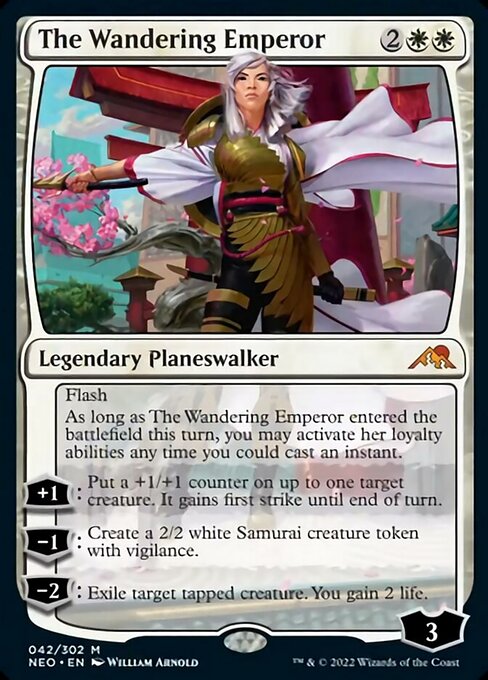 The Wandering Emperor 2
Legendary Planeswalker
Flash
As long as The Wandering Emperor entered the
battlefield this turn, you may activate her loyalty
abilities any time you could cast an instant.
+1 : Put a +1/+1 counter on up to one target
creature. It gains first strike until end of turn.
-1 : Create a 2/2 white Samurai creature token
with vigilance.
-2 : Exile target tapped creature. You gain 2 life.
3
042/302 M
NEO • EN William Arnold
™ & © 2022 Wizards of the Coast